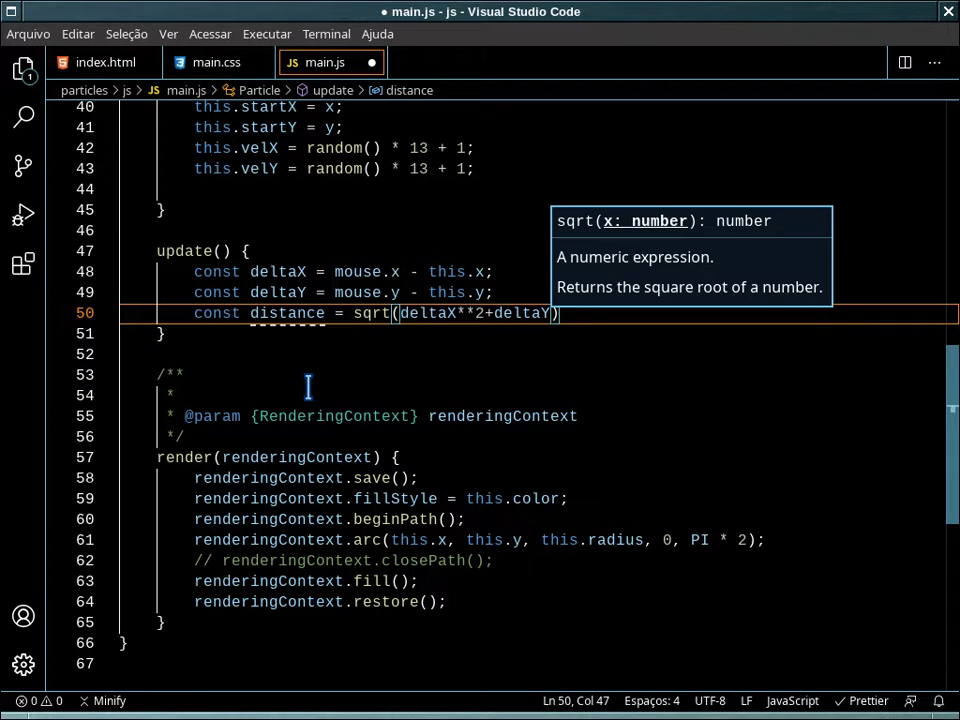 ● main.js - js - Visual Studio Code
Arquivo Editar Seleção Ver Acessar Executar Terminal Ajuda
index.html main.css JS main.js
particles > js > JS main.js > Particle > update > distance
40 this.startX = x;
41 this.startY = y;
42 this.velX = random() * 13 + 1;
43 this.velY = random() * 13 + 1;
44
45 }
46
47 update() {
48 const deltaX = mouse.x - this.x;
49 const deltaY = mouse.y - this.y;
50 const distance = sqrt(deltaX**2+deltaY)
51 }
52
53 /**
54 *
55 * @param {RenderingContext} renderingContext
56 */
57 render(renderingContext) {
58 renderingContext.save();
59 renderingContext.fillStyle = this.color;
60 renderingContext.beginPath();
61 renderingContext.arc(this.x, this.y, this.radius, 0, PI * 2);
62 // renderingContext.closePath();
63 renderingContext.fill();
64 renderingContext.restore();
65 }
66 }
67
sqrt(x: number): number
A numeric expression.
Returns the square root of a number.
1
0 0 Minify Ln 50, Col 47 Espaços: 4 UTF-8 LF JavaScript Prettier